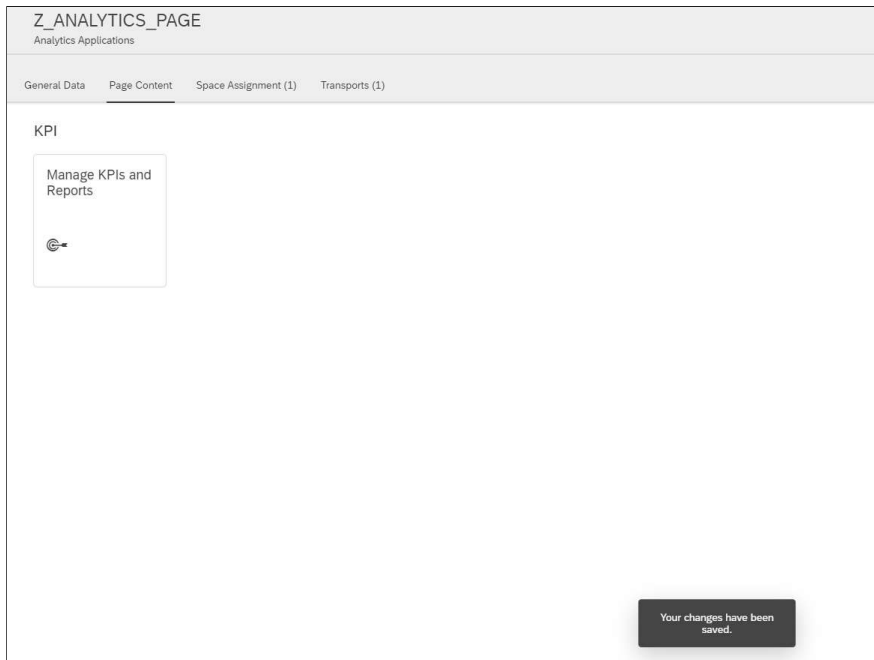 Z_ANALYTICS_PAGE
Analytics Applications
General Data Page Content Space Assignment (1) Transports (1)
KPI
Manage KPIs and
Reports
Your changes have been
saved.